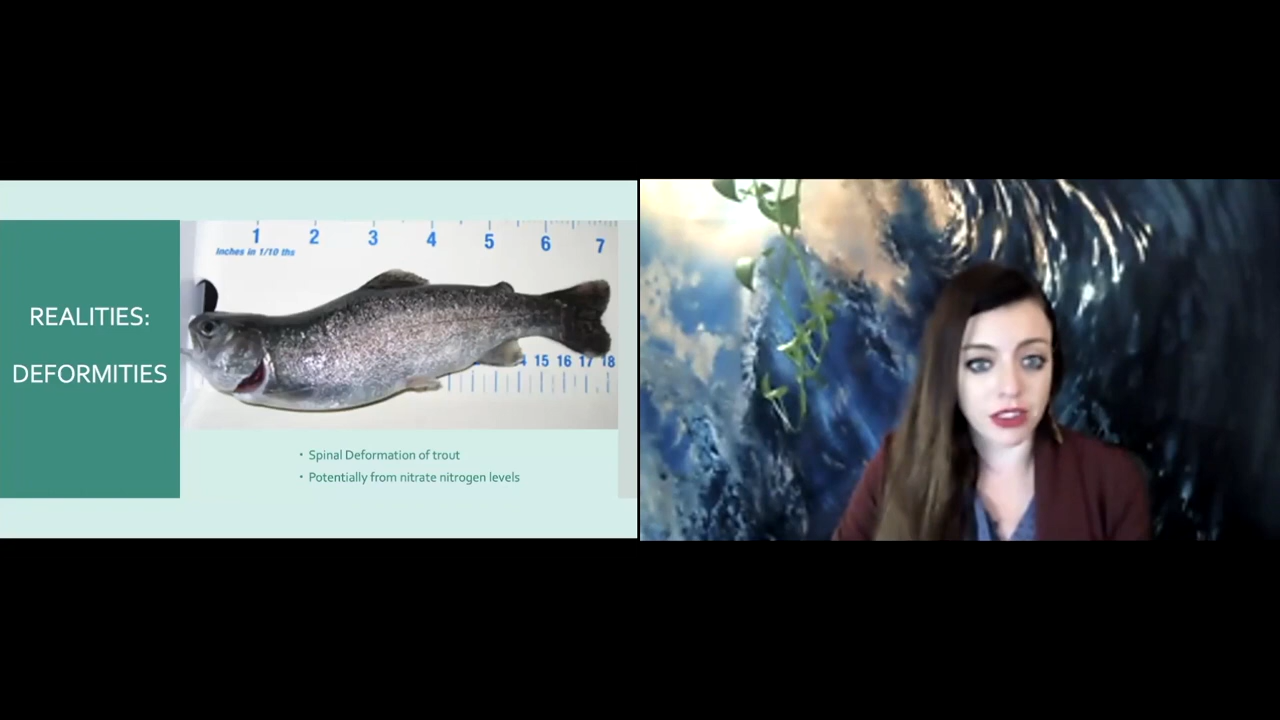 REALITIES:
DEFORMITIES
1 2 3 4 5 6 7
Inches in 1/10 ths
15 16 17 18
• Spinal Deformation of trout
• Potentially from nitrate nitrogen levels